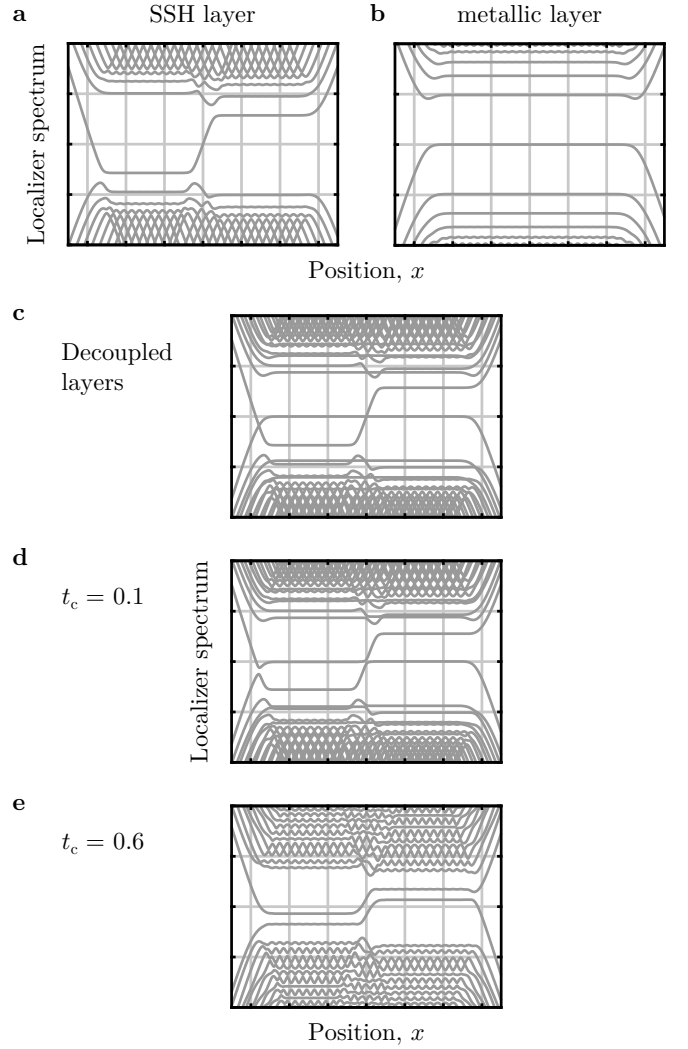 a
SSH layer
b
metallic layer
Localizer spectrum
Position, x
c
Decoupled
layers
d
t_c = 0.1
Localizer spectrum
e
t_c = 0.6
Position, x